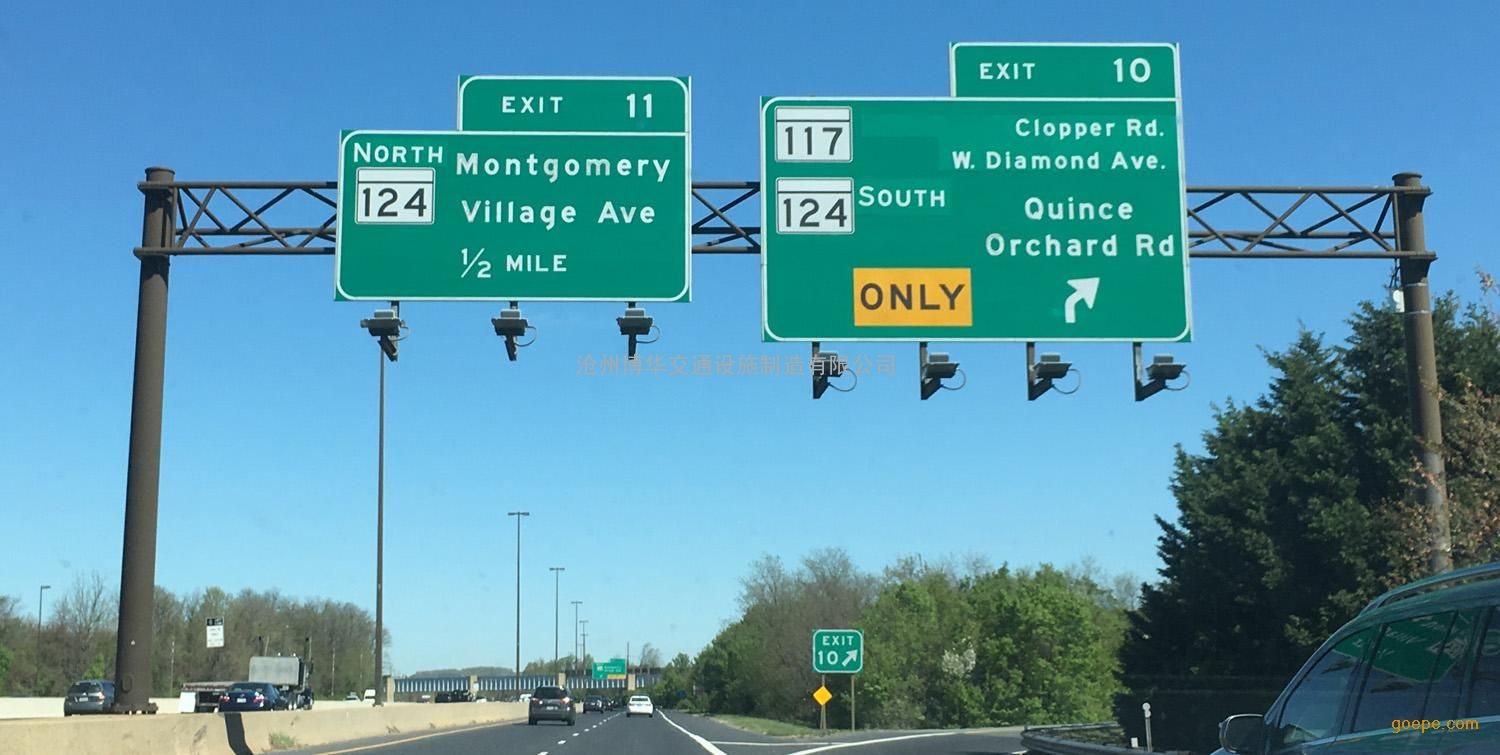 EXIT 11
NORTH
124
Montgomery
Village Ave
1/2 MILE
EXIT 10
117
Clopper Rd.
W. Diamond Ave.
124
SOUTH
Quince
Orchard Rd
ONLY
沧州博华交通设施制造有限公司
EXIT
10
goepe.com